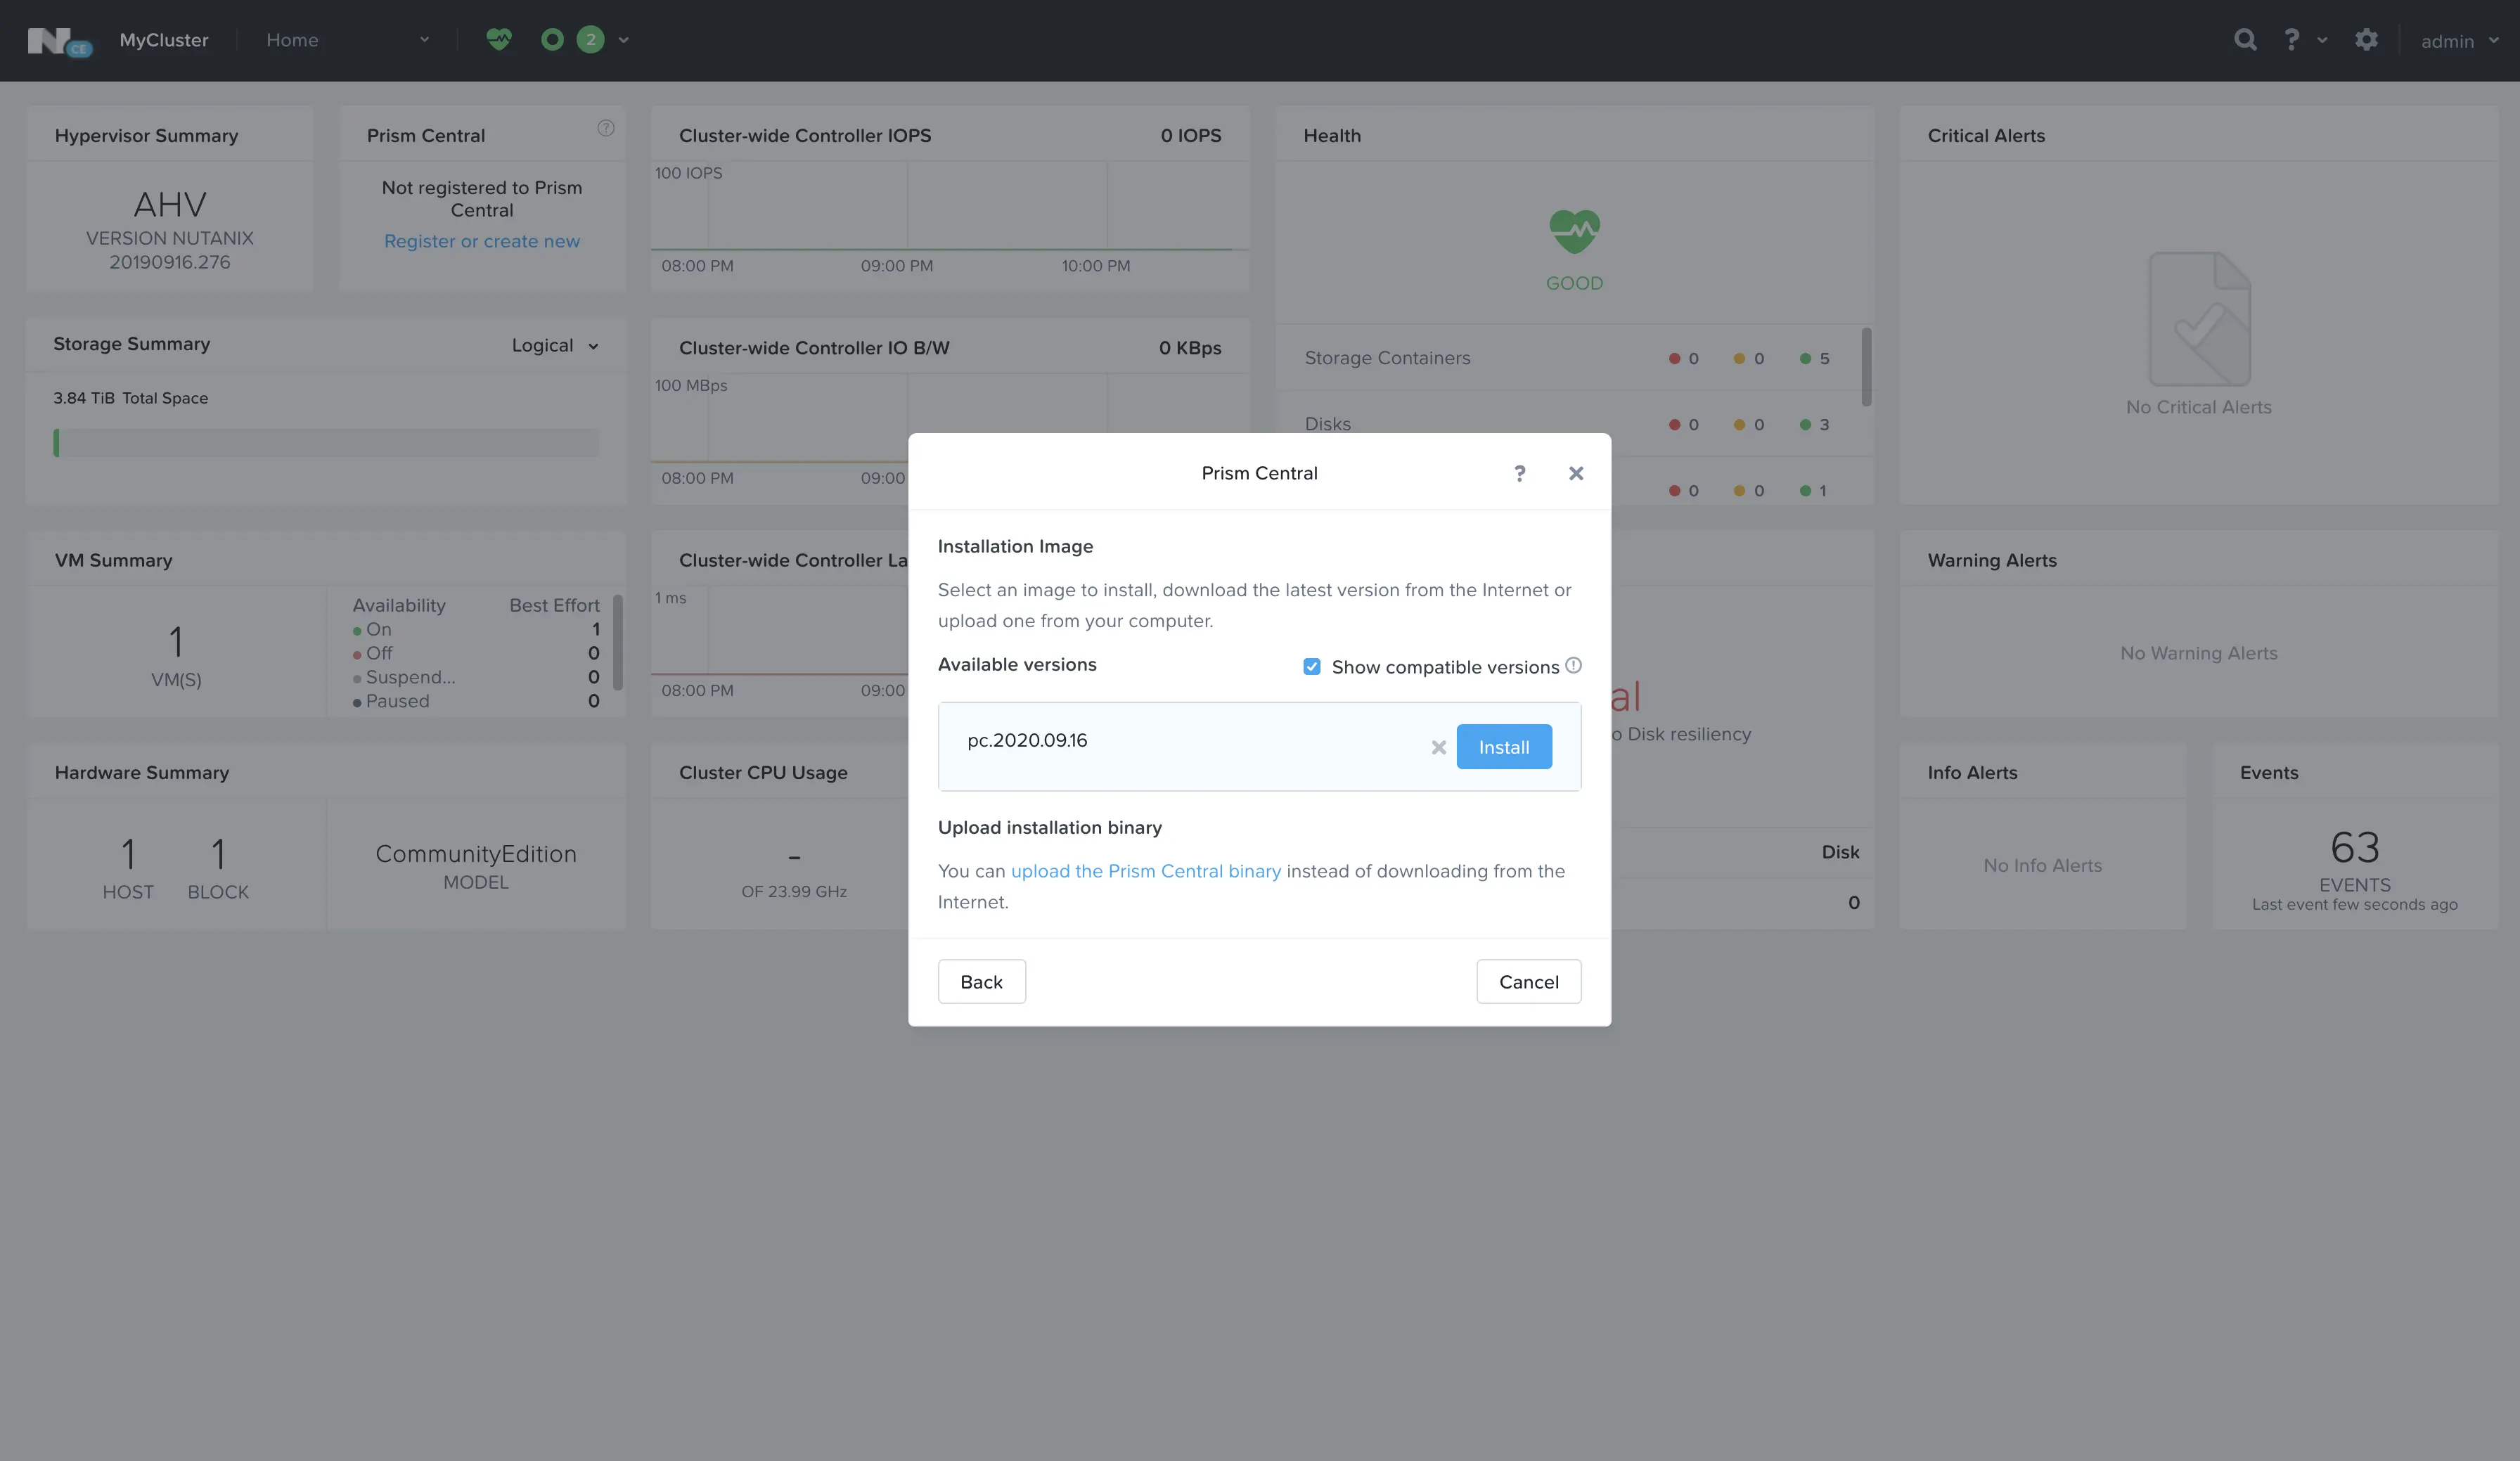 N CE MyCluster Home 2 ? admin
Hypervisor Summary
AHV
VERSION NUTANIX
20190916.276
Prism Central ?
Not registered to Prism
Central
Register or create new
Cluster-wide Controller IOPS 0 IOPS
100 IOPS
08:00 PM 09:00 PM 10:00 PM
Health
GOOD
Storage Containers 0 0 5
Disks 0 0 3
0 0 1
Critical Alerts
No Critical Alerts
Storage Summary Logical
3.84 TiB Total Space
Cluster-wide Controller IO B/W 0 KBps
100 MBps
08:00 PM 09:00
VM Summary
1
VM(S)
Availability Best Effort
On 1
Off 0
Suspend... 0
Paused 0
Cluster-wide Controller La
1 ms
08:00 PM 09:00
al
o Disk resiliency
Disk
0
Warning Alerts
No Warning Alerts
Hardware Summary
1
HOST
1
BLOCK
CommunityEdition
MODEL
Cluster CPU Usage
-
OF 23.99 GHz
Info Alerts
No Info Alerts
Events
63
EVENTS
Last event few seconds ago
Prism Central ?
Installation Image
Select an image to install, download the latest version from the Internet or
upload one from your computer.
Available versions Show compatible versions
pc.2020.09.16 Install
Upload installation binary
You can upload the Prism Central binary instead of downloading from the
Internet.
Back Cancel